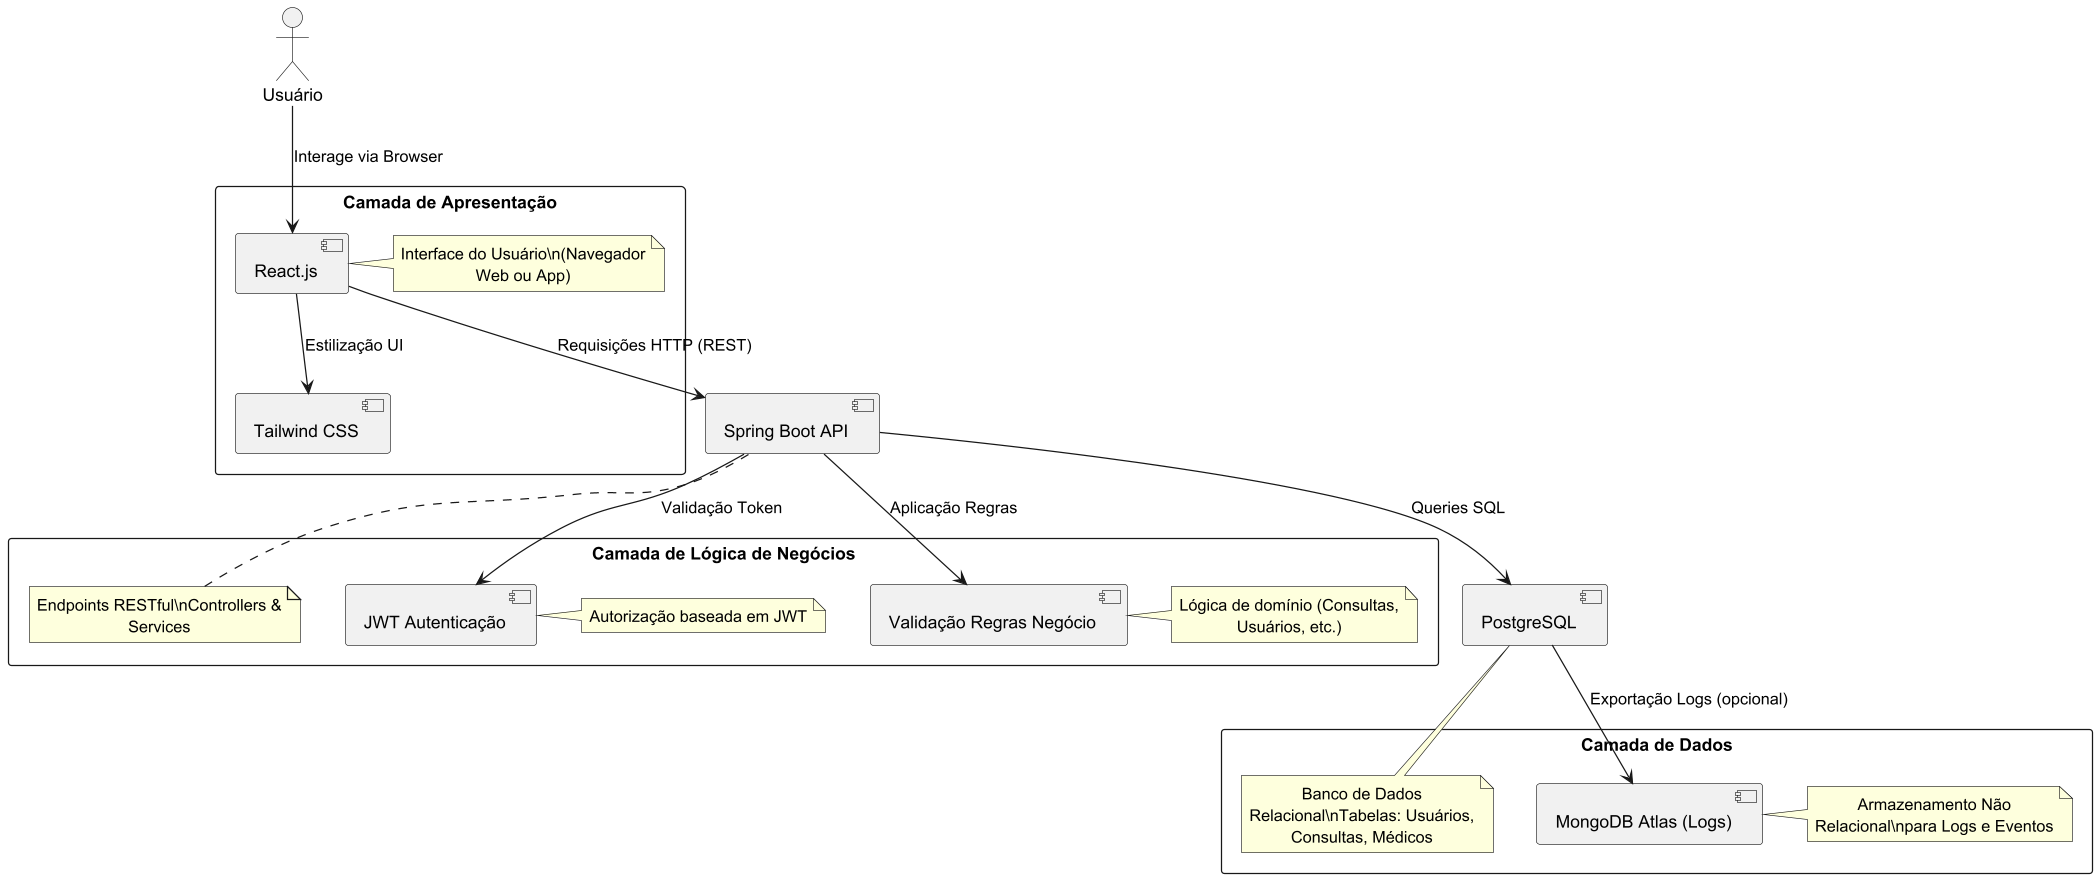 Usuário
Interage via Browser
Camada de Apresentação
React.js
Interface do Usuário\n(Navegador
Web ou App)
Estilização UI
Requisições HTTP (REST)
Tailwind CSS
Spring Boot API
Validação Token
Aplicação Regras
Queries SQL
Camada de Lógica de Negócios
Endpoints RESTful\nControllers &
Services
JWT Autenticação
Autorização baseada em JWT
Validação Regras Negócio
Lógica de domínio (Consultas,
Usuários, etc.)
PostgreSQL
Exportação Logs (opcional)
Camada de Dados
Banco de Dados
Relacional\nTabelas: Usuários,
Consultas, Médicos
MongoDB Atlas (Logs)
Armazenamento Não
Relacional\npara Logs e Eventos